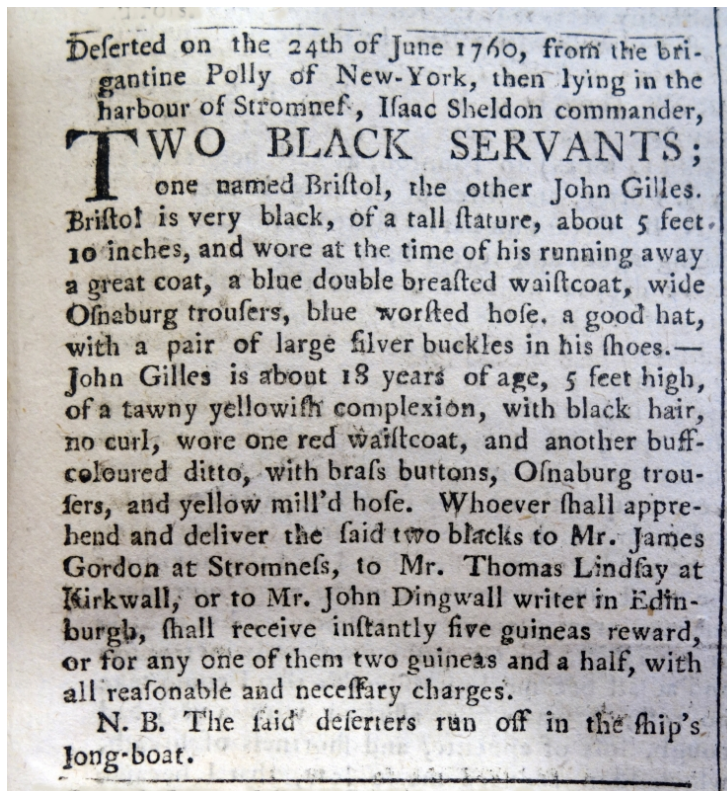 Deſerted on the 24th of June 1760, from the bri-
gantine Polly of New-York, then lying in the
harbour of Stromneſ, Iſaac Sheldon commander,
TWO BLACK SERVANTS;
one named Briſtol, the other John Gilles.
Briſtol is very black, of a tall ſtature, about 5 feet
10 inches, and wore at the time of his running away
a great coat, a blue double breaſted waiſtcoat, wide
Oſnaburg trouſers, blue worſted hoſe. a good hat,
with a pair of large ſilver buckles in his ſhoes.—
John Gilles is about 18 years of age, 5 feet high,
of a tawny yellowiſh complexion, with black hair,
no curl, wore one red waiſtcoat, and another buff-
coloured ditto, with braſs buttons, Oſnaburg trou-
ſers, and yellow mill'd hoſe. Whoever ſhall appre-
hend and deliver the ſaid two blacks to Mr. James
Gordon at Stromneſs, to Mr. Thomas Lindſay at
Kirkwall, or to Mr. John Dingwall writer in Edin-
burgh, ſhall receive inſtantly five guineas reward,
or for any one of them two guineas and a half, with
all reaſonable and neceſſary charges.
N. B. The ſaid deſerters run off in the ſhip's
long-boat.